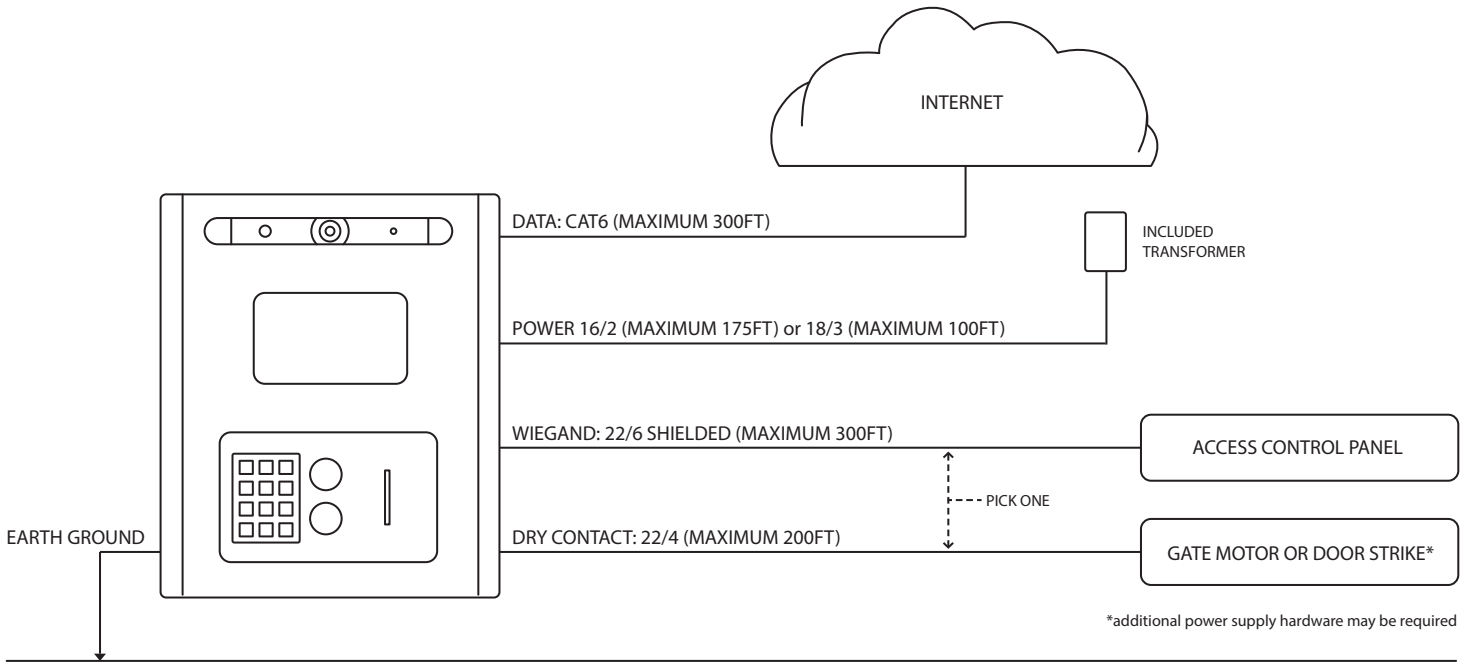 INTERNET
DATA: CAT6 (MAXIMUM 300FT)
INCLUDED
TRANSFORMER
POWER 16/2 (MAXIMUM 175FT) or 18/3 (MAXIMUM 100FT)
WIEGAND: 22/6 SHIELDED (MAXIMUM 300FT)
ACCESS CONTROL PANEL
PICK ONE
EARTH GROUND
DRY CONTACT: 22/4 (MAXIMUM 200FT)
GATE MOTOR OR DOOR STRIKE*
*additional power supply hardware may be required